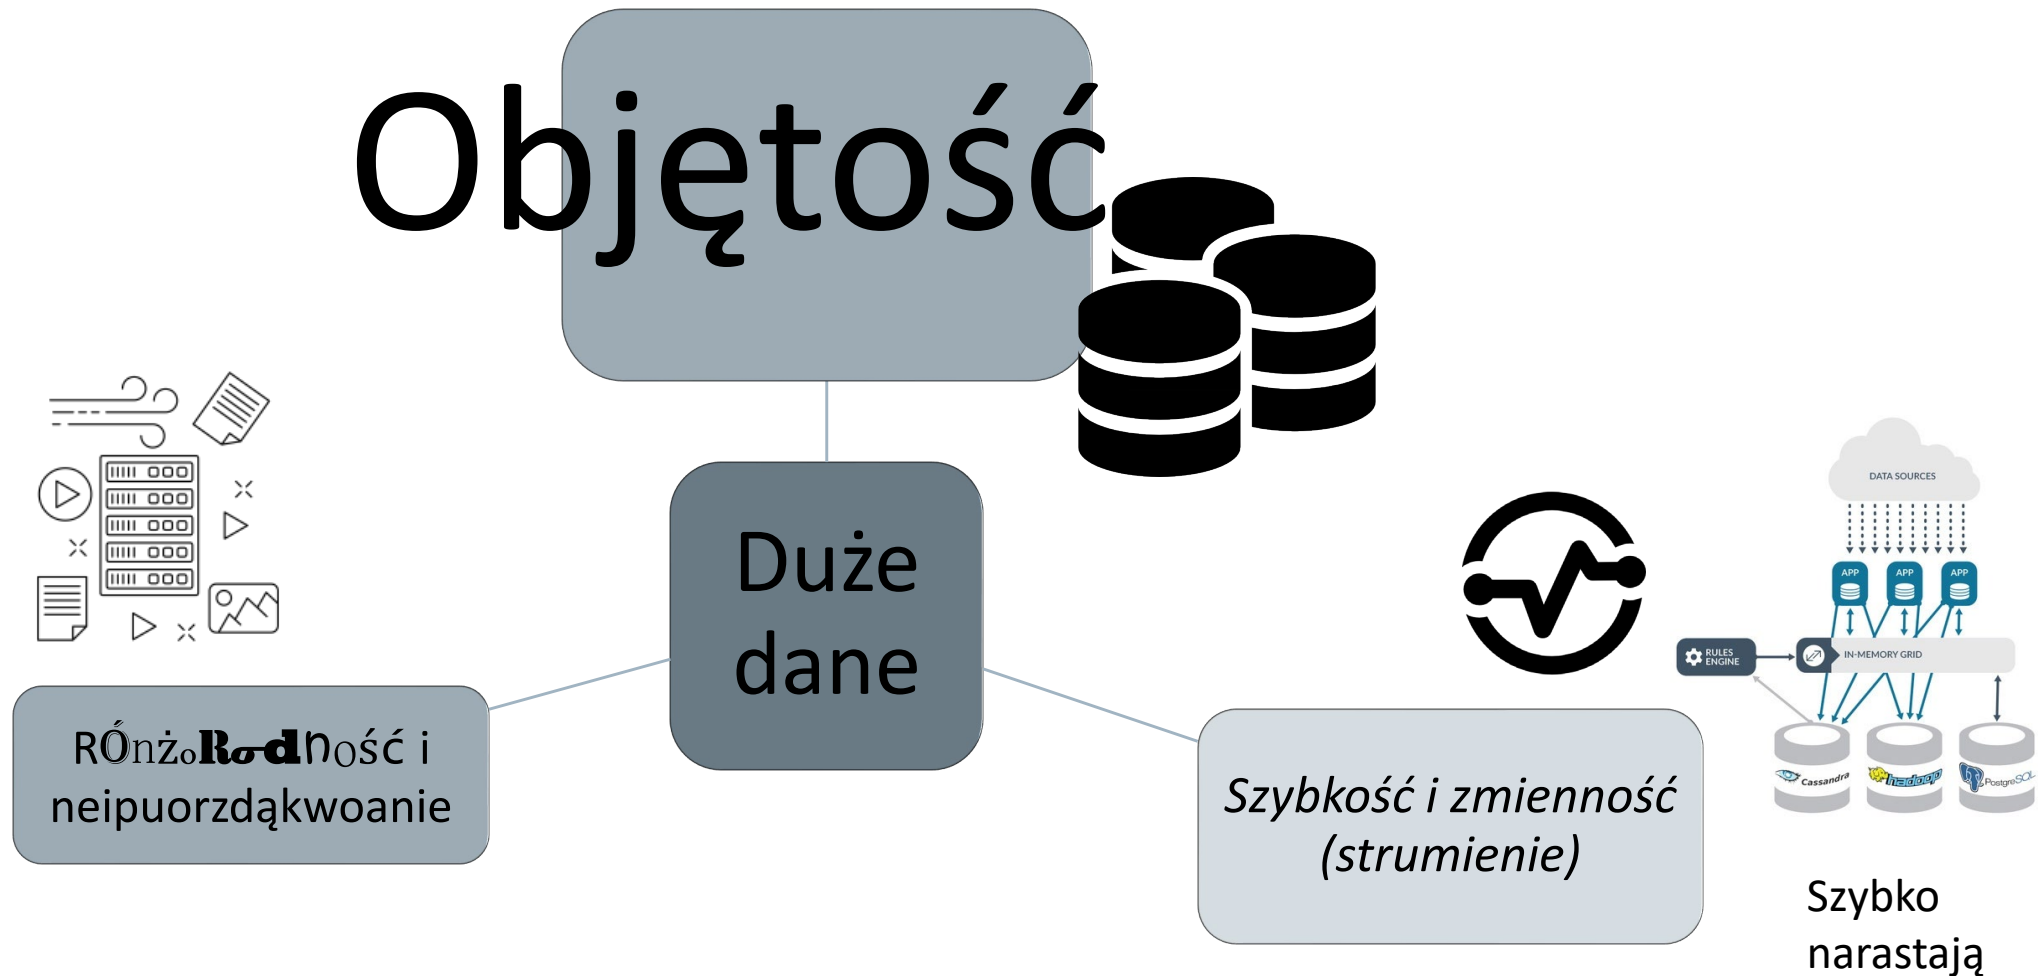 Objętość
Duże
dane
RÓnżoRodność i
neipuorzdąkwoanie
Szybkość i zmienność
(strumienie)
DATA SOURCES
APP APP APP
RULES
ENGINE
IN-MEMORY GRID
Cassandra
hadoop
PostgreSQL
Szybko
narastają